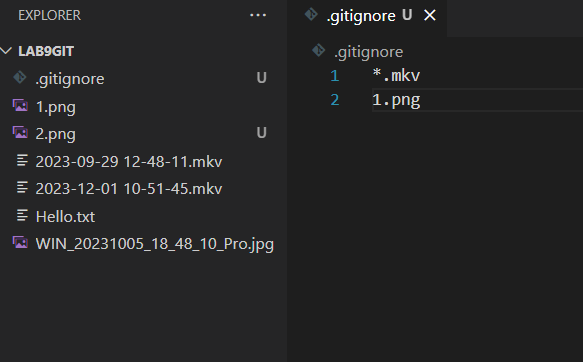 EXPLORER ···
LAB9GIT
.gitignore U
1.png
2.png U
2023-09-29 12-48-11.mkv
2023-12-01 10-51-45.mkv
Hello.txt
WIN_20231005_18_48_10_Pro.jpg
.gitignore U
.gitignore
1 *.mkv
2 1.png